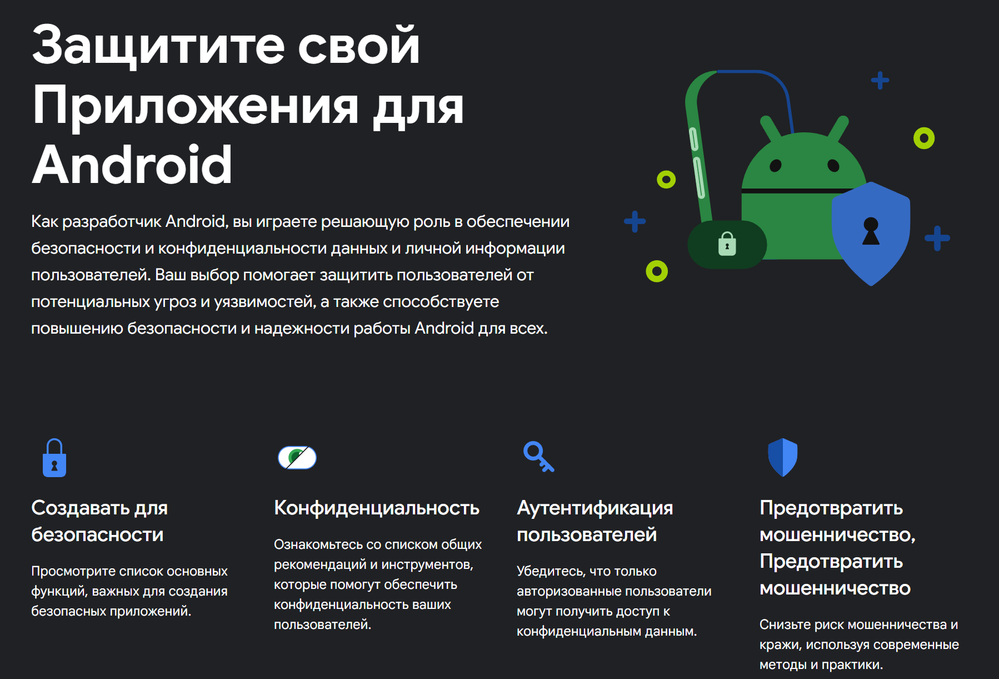 Защитите свой
Приложения для
Android
Как разработчик Android, вы играете решающую роль в обеспечении
безопасности и конфиденциальности данных и личной информации
пользователей. Ваш выбор помогает защитить пользователей от
потенциальных угроз и уязвимостей, а также способствуете
повышению безопасности и надежности работы Android для всех.
Создавать для
безопасности
Просмотрите список основных
функций, важных для создания
безопасных приложений.
Конфиденциальность
Ознакомьтесь со списком общих
рекомендаций и инструментов,
которые помогут обеспечить
конфиденциальность ваших
пользователей.
Аутентификация
пользователей
Убедитесь, что только
авторизованные пользователи
могут получить доступ к
конфиденциальным данным.
Предотвратить
мошенничество,
Предотвратить
мошенничество
Снизьте риск мошенничества и
кражи, используя современные
методы и практики.